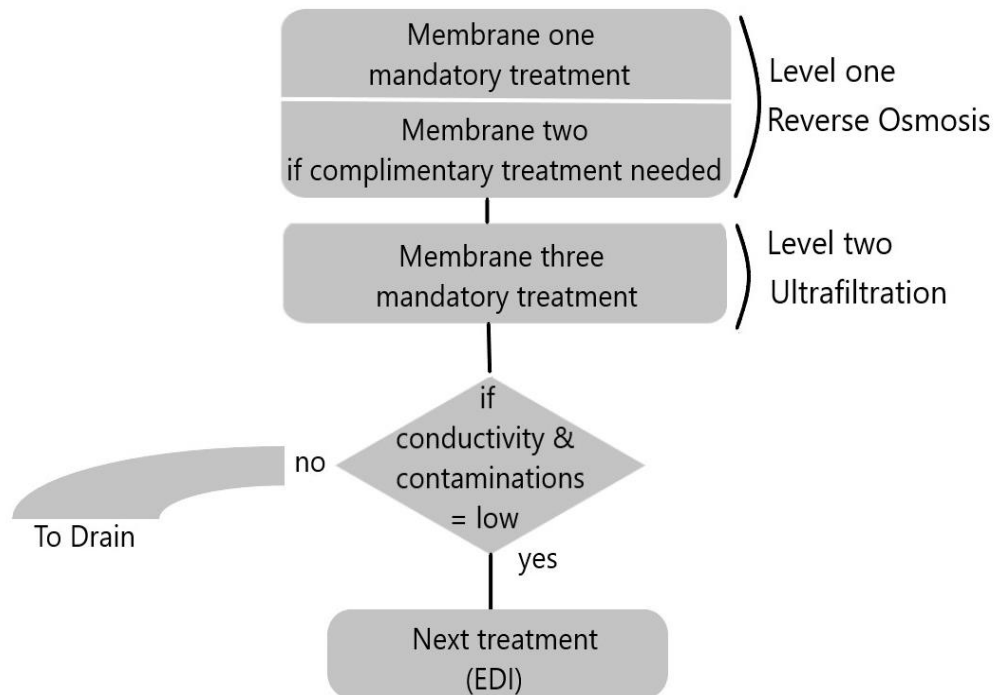 Membrane one
mandatory treatment
Level one
Reverse Osmosis
Membrane two
if complimentary treatment needed
Membrane three
mandatory treatment
Level two
Ultrafiltration
if
conductivity &
contaminations
= low
no
To Drain
yes
Next treatment
(EDI)